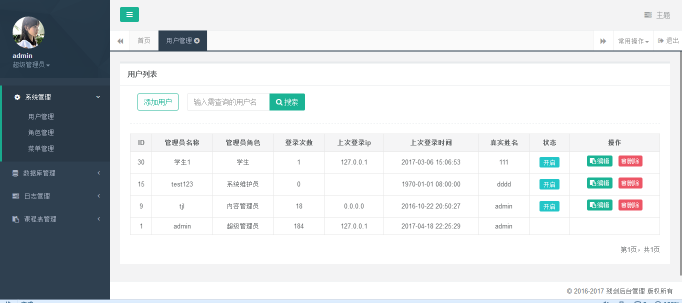 主题
首页 用户管理 常用操作 退出
admin
超级管理员
系统管理
用户管理
角色管理
菜单管理
数据库管理
日志管理
课程表管理
用户列表
添加用户 输入需查询的用户名 搜索
ID 管理员名称 管理员角色 登录次数 上次登录ip 上次登录时间 真实姓名 状态 操作
30 学生1 学生 1 127.0.0.1 2017-03-06 15:06:53 111 开启 编辑 删除
15 test123 系统维护员 0 1970-01-01 08:00:00 dddd 开启 编辑 删除
9 tjl 内容管理员 18 0.0.0.0 2016-10-22 20:50:27 admin 开启 编辑 删除
1 admin 超级管理员 184 127.0.0.1 2017-04-18 22:25:29 admin
第1页，共1页
© 2016-2017 后台管理 版权所有